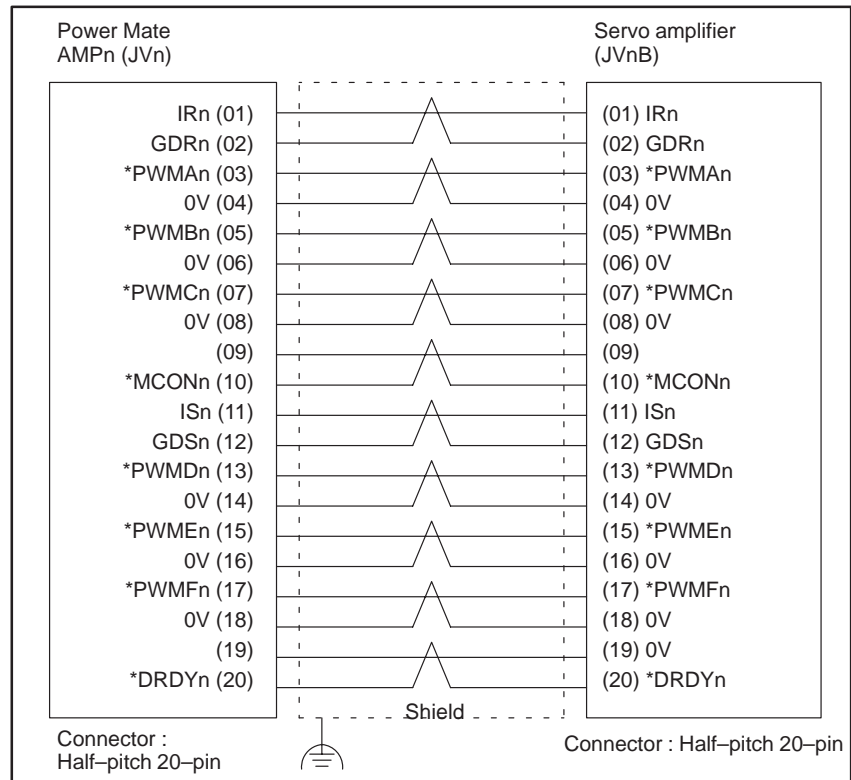 Power Mate
AMPn (JVn)
Servo amplifier
(JVnB)
IRn (01) (01) IRn
GDRn (02) (02) GDRn
*PWMAn (03) (03) *PWMAn
0V (04) (04) 0V
*PWMBn (05) (05) *PWMBn
0V (06) (06) 0V
*PWMCn (07) (07) *PWMCn
0V (08) (08) 0V
(09) (09)
*MCONn (10) (10) *MCONn
ISn (11) (11) ISn
GDSn (12) (12) GDSn
*PWMDn (13) (13) *PWMDn
0V (14) (14) 0V
*PWMEn (15) (15) *PWMEn
0V (16) (16) 0V
*PWMFn (17) (17) *PWMFn
0V (18) (18) 0V
(19) (19) 0V
*DRDYn (20) (20) *DRDYn
Shield
Connector :
Half–pitch 20–pin
Connector : Half–pitch 20–pin